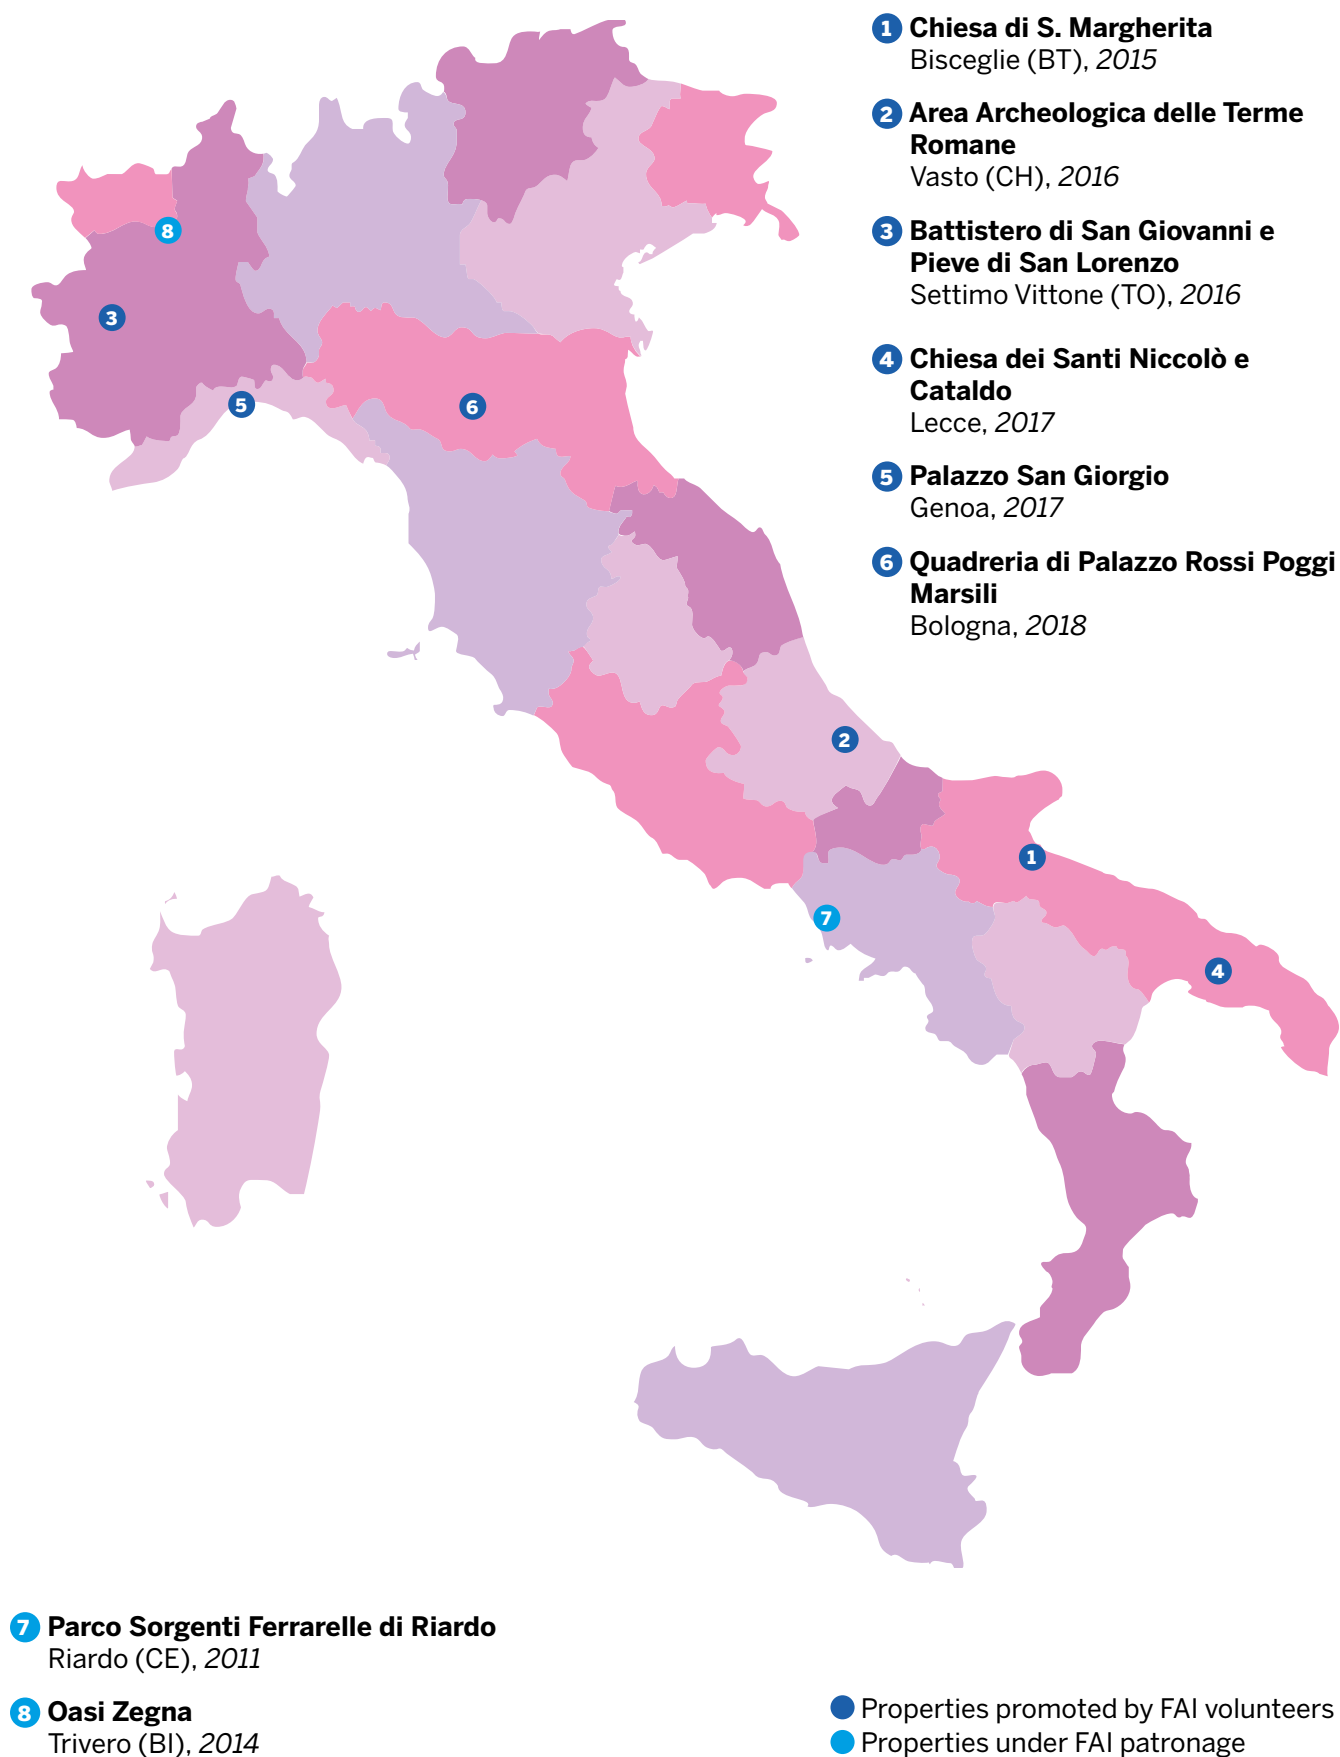 1 Chiesa di S. Margherita
Bisceglie (BT), 2015
2 Area Archeologica delle Terme
Romane
Vasto (CH), 2016
3 Battistero di San Giovanni e
Pieve di San Lorenzo
Settimo Vittone (TO), 2016
4 Chiesa dei Santi Niccolò e
Cataldo
Lecce, 2017
5 Palazzo San Giorgio
Genoa, 2017
6 Quadreria di Palazzo Rossi Poggi
Marsili
Bologna, 2018
8
3
5
6
2
1
7
4
7 Parco Sorgenti Ferrarelle di Riardo
Riardo (CE), 2011
8 Oasi Zegna
Trivero (BI), 2014
Properties promoted by FAI volunteers
Properties under FAI patronage